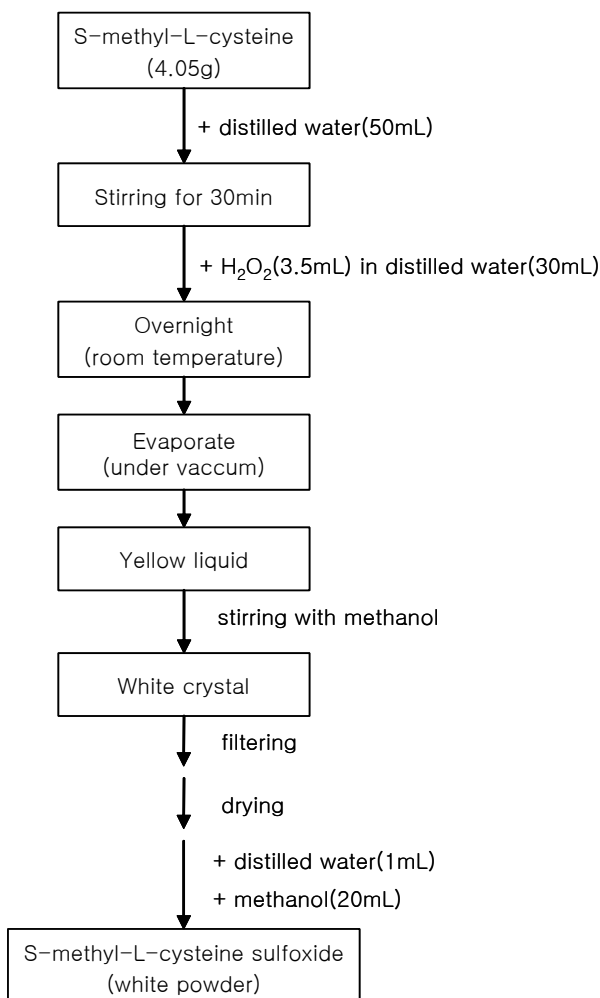 S-methyl-L-cysteine
(4.05g)
+ distilled water(50mL)
Stirring for 30min
+ H₂O₂(3.5mL) in distilled water(30mL)
Overnight
(room temperature)
Evaporate
(under vaccum)
Yellow liquid
stirring with methanol
White crystal
filtering
drying
+ distilled water(1mL)
+ methanol(20mL)
S-methyl-L-cysteine sulfoxide
(white powder)